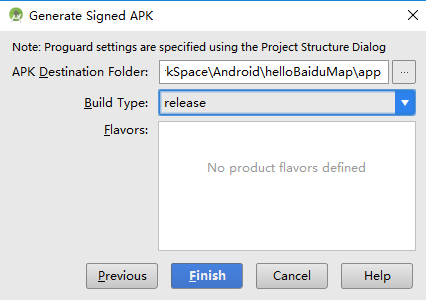 Generate Signed APK
Note: Proguard settings are specified using the Project Structure Dialog
APK Destination Folder: kSpace\Android\helloBaiduMap\app ...
Build Type: release
Flavors:
No product flavors defined
Previous Finish Cancel Help